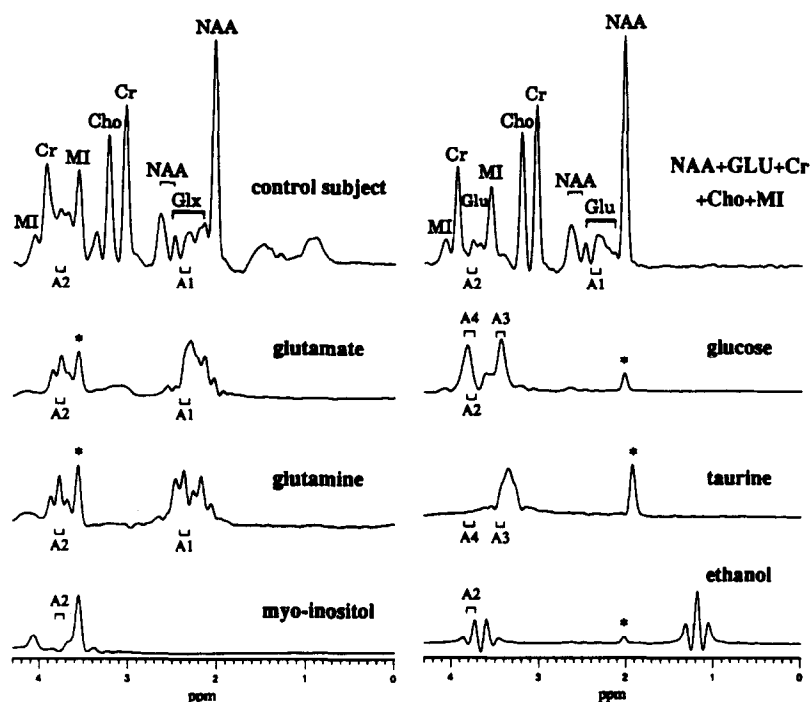 NAA
Cr
Cho
Cr
MI
NAA
Glx
MI
control subject
A2
A1
glutamate
*
A2
A1
glutamine
*
A2
A1
myo-inositol
A2
4 3 2 1 0
ppm
NAA
Cr
Cho
Cr
MI
NAA
Glu
Glu
MI
NAA+GLU+Cr
+Cho+MI
A2
A1
A4 A3
glucose
*
A2
taurine
*
A4 A3
ethanol
A2
*
4 3 2 1 0
ppm